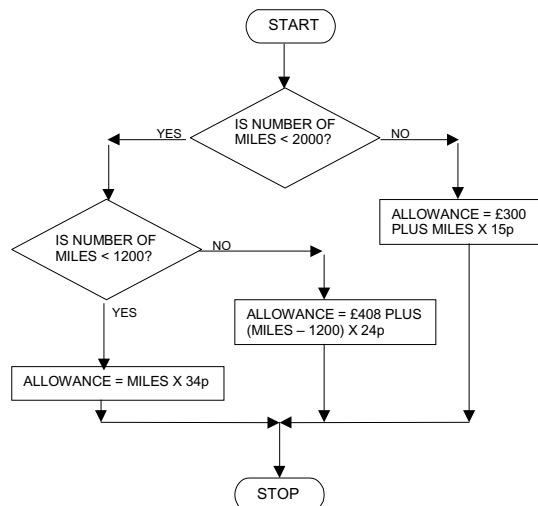 START
IS NUMBER OF
MILES < 2000?
YES
NO
ALLOWANCE = £300
PLUS MILES X 15p
IS NUMBER OF
MILES < 1200?
NO
YES
ALLOWANCE = £408 PLUS
(MILES – 1200) X 24p
ALLOWANCE = MILES X 34p
STOP